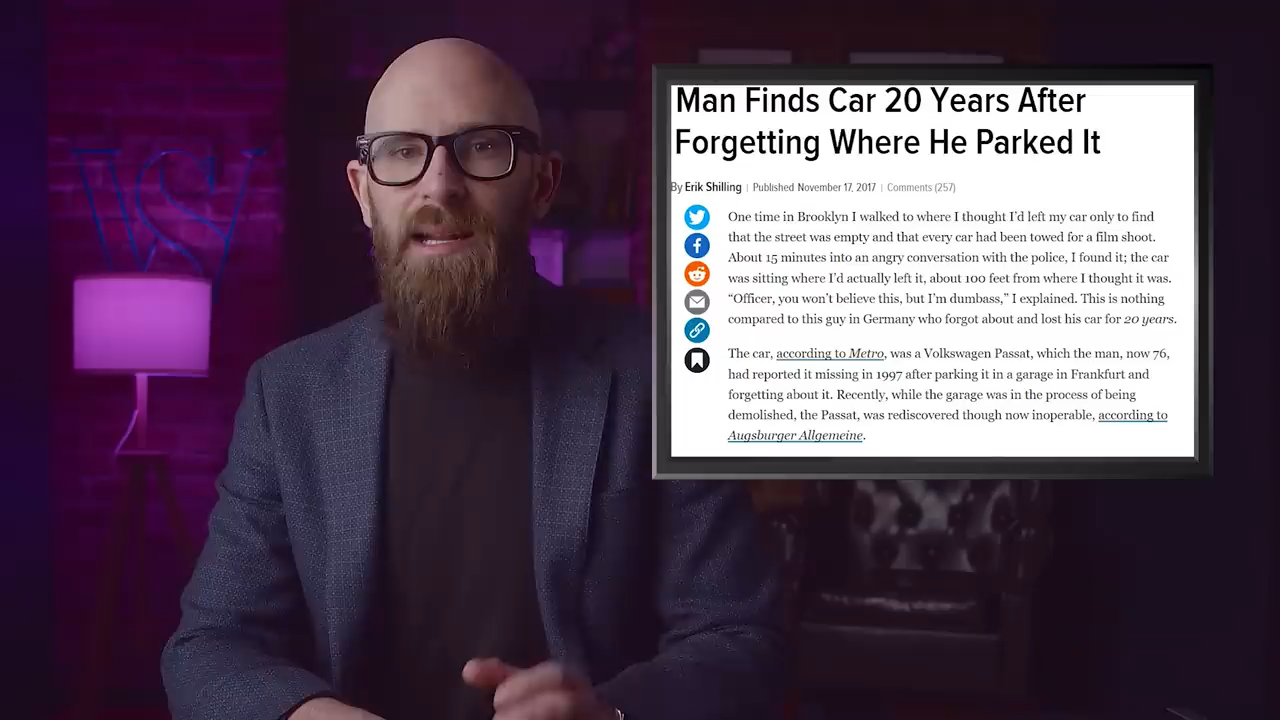 Man Finds Car 20 Years After
Forgetting Where He Parked It
By Erik Shilling | Published November 17, 2017 | Comments (257)
One time in Brooklyn I walked to where I thought I'd left my car only to find
that the street was empty and that every car had been towed for a film shoot.
About 15 minutes into an angry conversation with the police, I found it; the car
was sitting where I'd actually left it, about 100 feet from where I thought it was.
“Officer, you won't believe this, but I'm dumbass,” I explained. This is nothing
compared to this guy in Germany who forgot about and lost his car for 20 years.
The car, according to Metro, was a Volkswagen Passat, which the man, now 76,
had reported it missing in 1997 after parking it in a garage in Frankfurt and
forgetting about it. Recently, while the garage was in the process of being
demolished, the Passat, was rediscovered though now inoperable, according to
Augsburger Allgemeine.